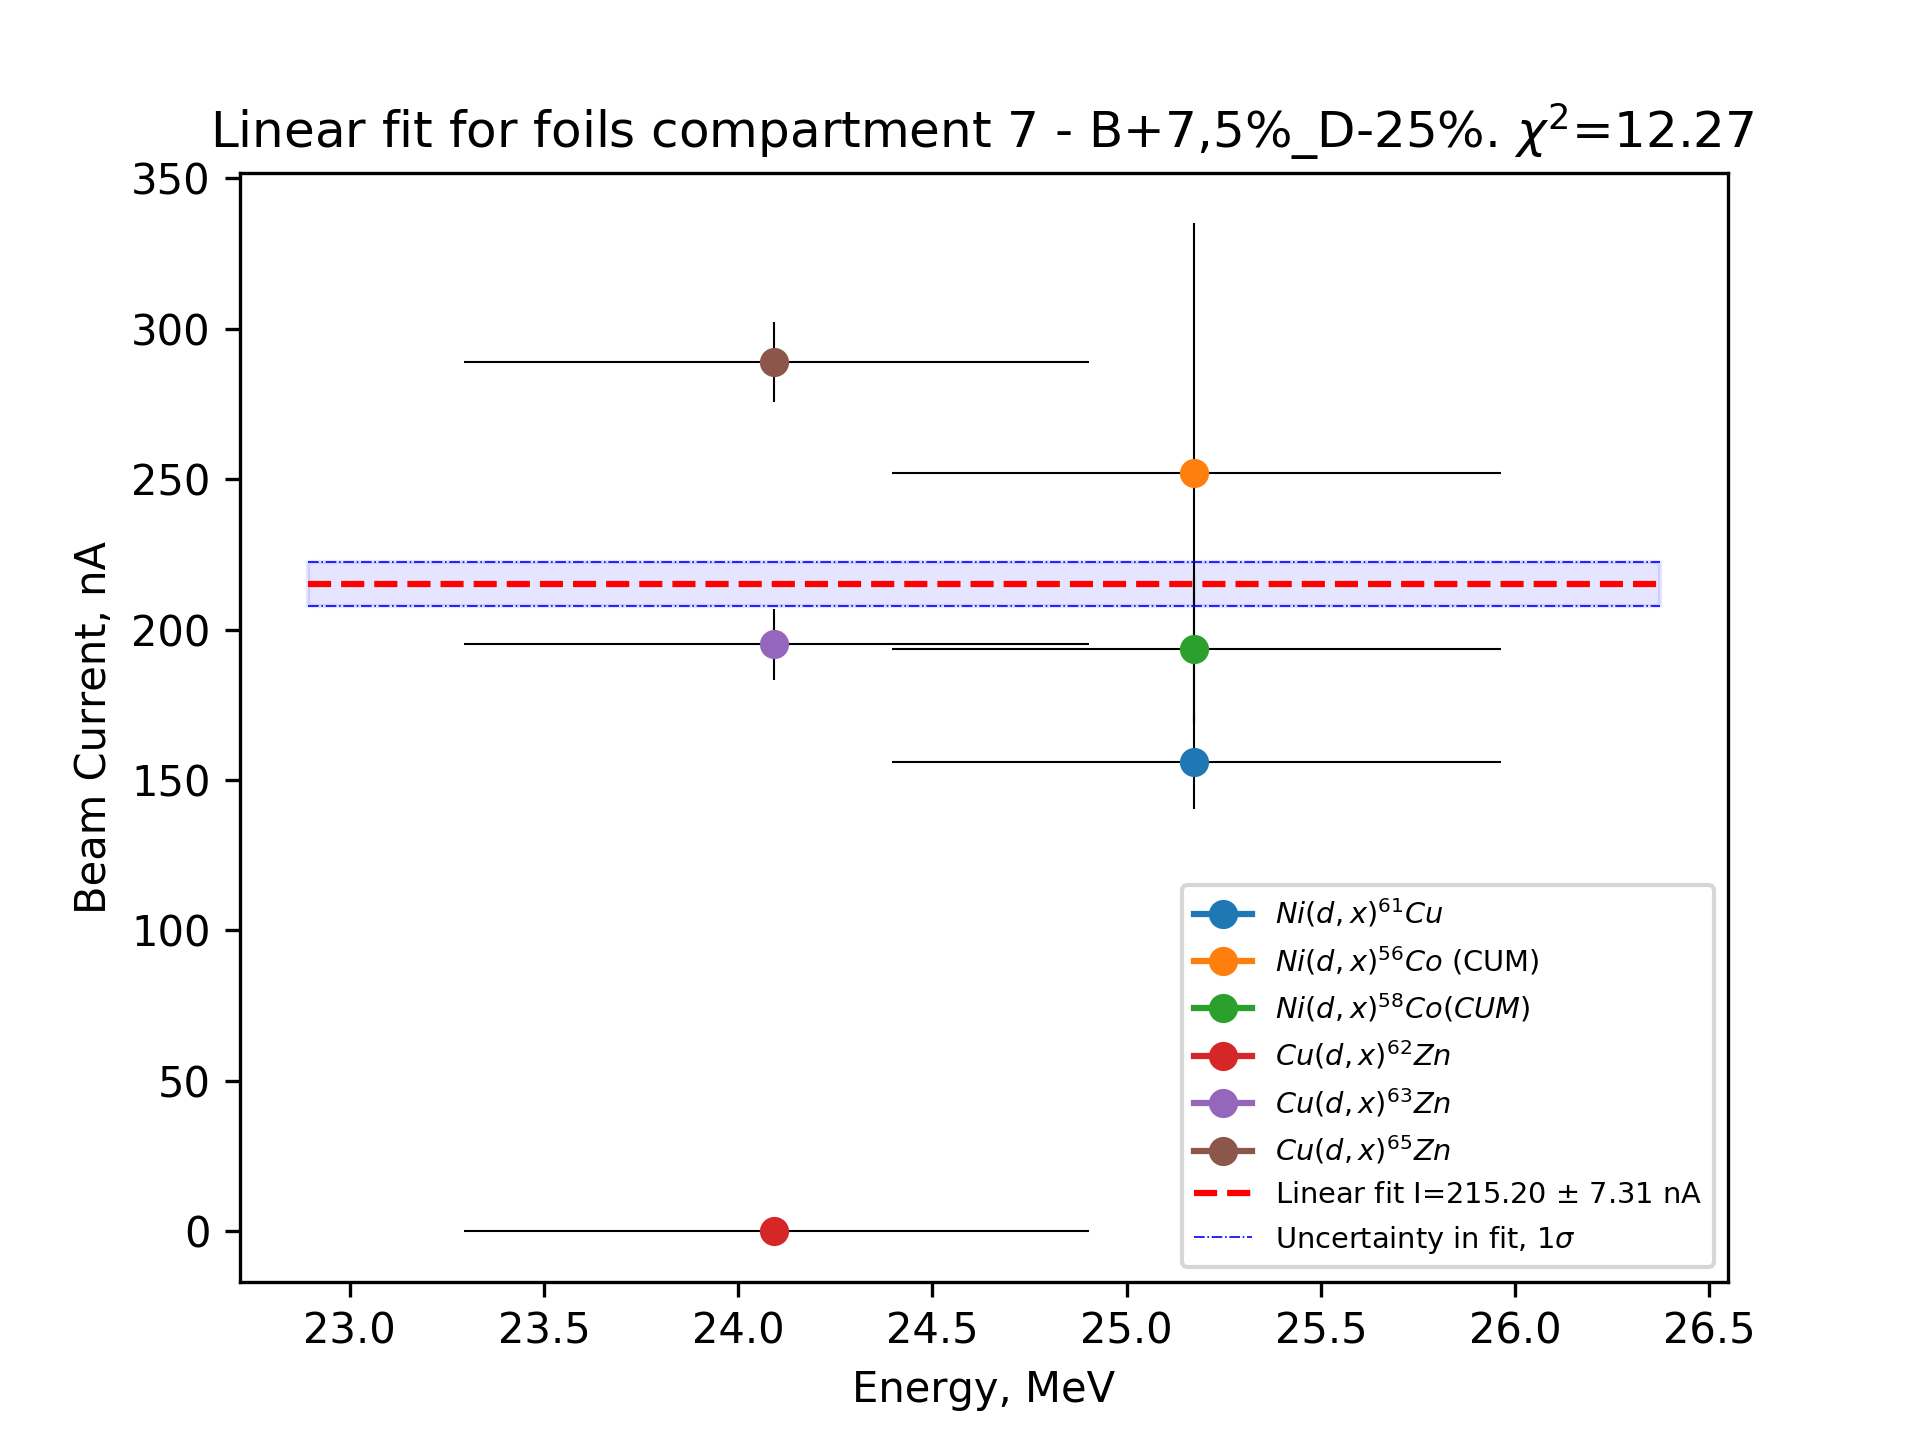 Linear fit for foils compartment 7 - B+7,5%_D-25%. χ²=12.27
350
300
250
200
150
100
50
0
Beam Current, nA
Ni(d, x)⁶¹Cu
Ni(d, x)⁵⁶Co (CUM)
Ni(d, x)⁵⁸Co(CUM)
Cu(d, x)⁶²Zn
Cu(d, x)⁶³Zn
Cu(d, x)⁶⁵Zn
Linear fit I=215.20 ± 7.31 nA
Uncertainty in fit, 1σ
23.0 23.5 24.0 24.5 25.0 25.5 26.0 26.5
Energy, MeV